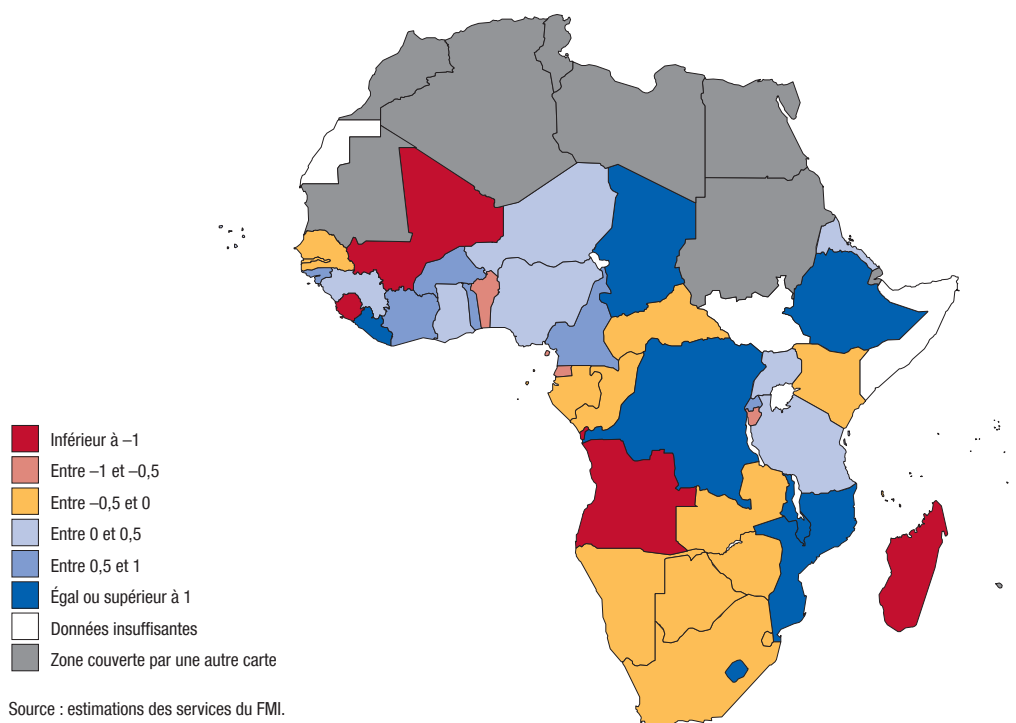 Inférieur à –1
Entre –1 et –0,5
Entre –0,5 et 0
Entre 0 et 0,5
Entre 0,5 et 1
Égal ou supérieur à 1
Données insuffisantes
Zone couverte par une autre carte
Source : estimations des services du FMI.